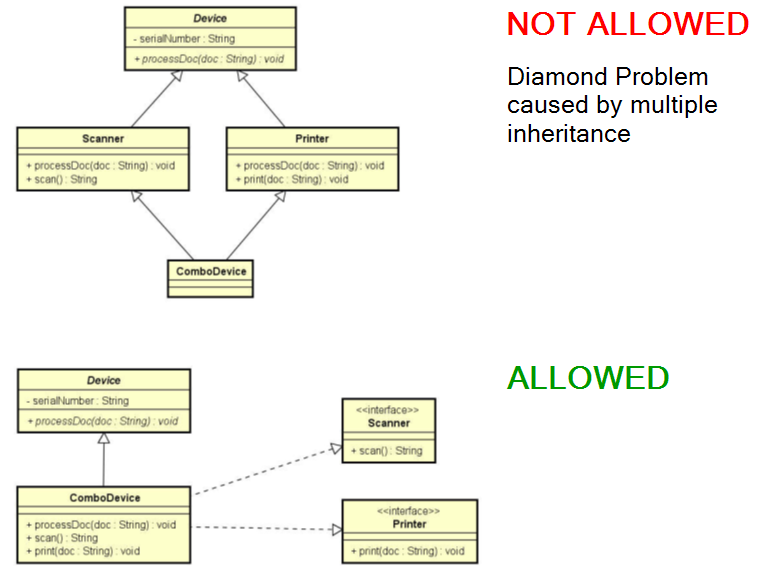 Device
- serialNumber : String
+ processDoc(doc : String) : void
NOT ALLOWED
Diamond Problem
caused by multiple
inheritance
Scanner
+ processDoc(doc : String) : void
+ scan() : String
Printer
+ processDoc(doc : String) : void
+ print(doc : String) : void
ComboDevice
ALLOWED
Device
- serialNumber : String
+ processDoc(doc : String) : void
<<interface>>
Scanner
+ scan() : String
ComboDevice
+ processDoc(doc : String) : void
+ scan() : String
+ print(doc : String) : void
<<interface>>
Printer
+ print(doc : String) : void